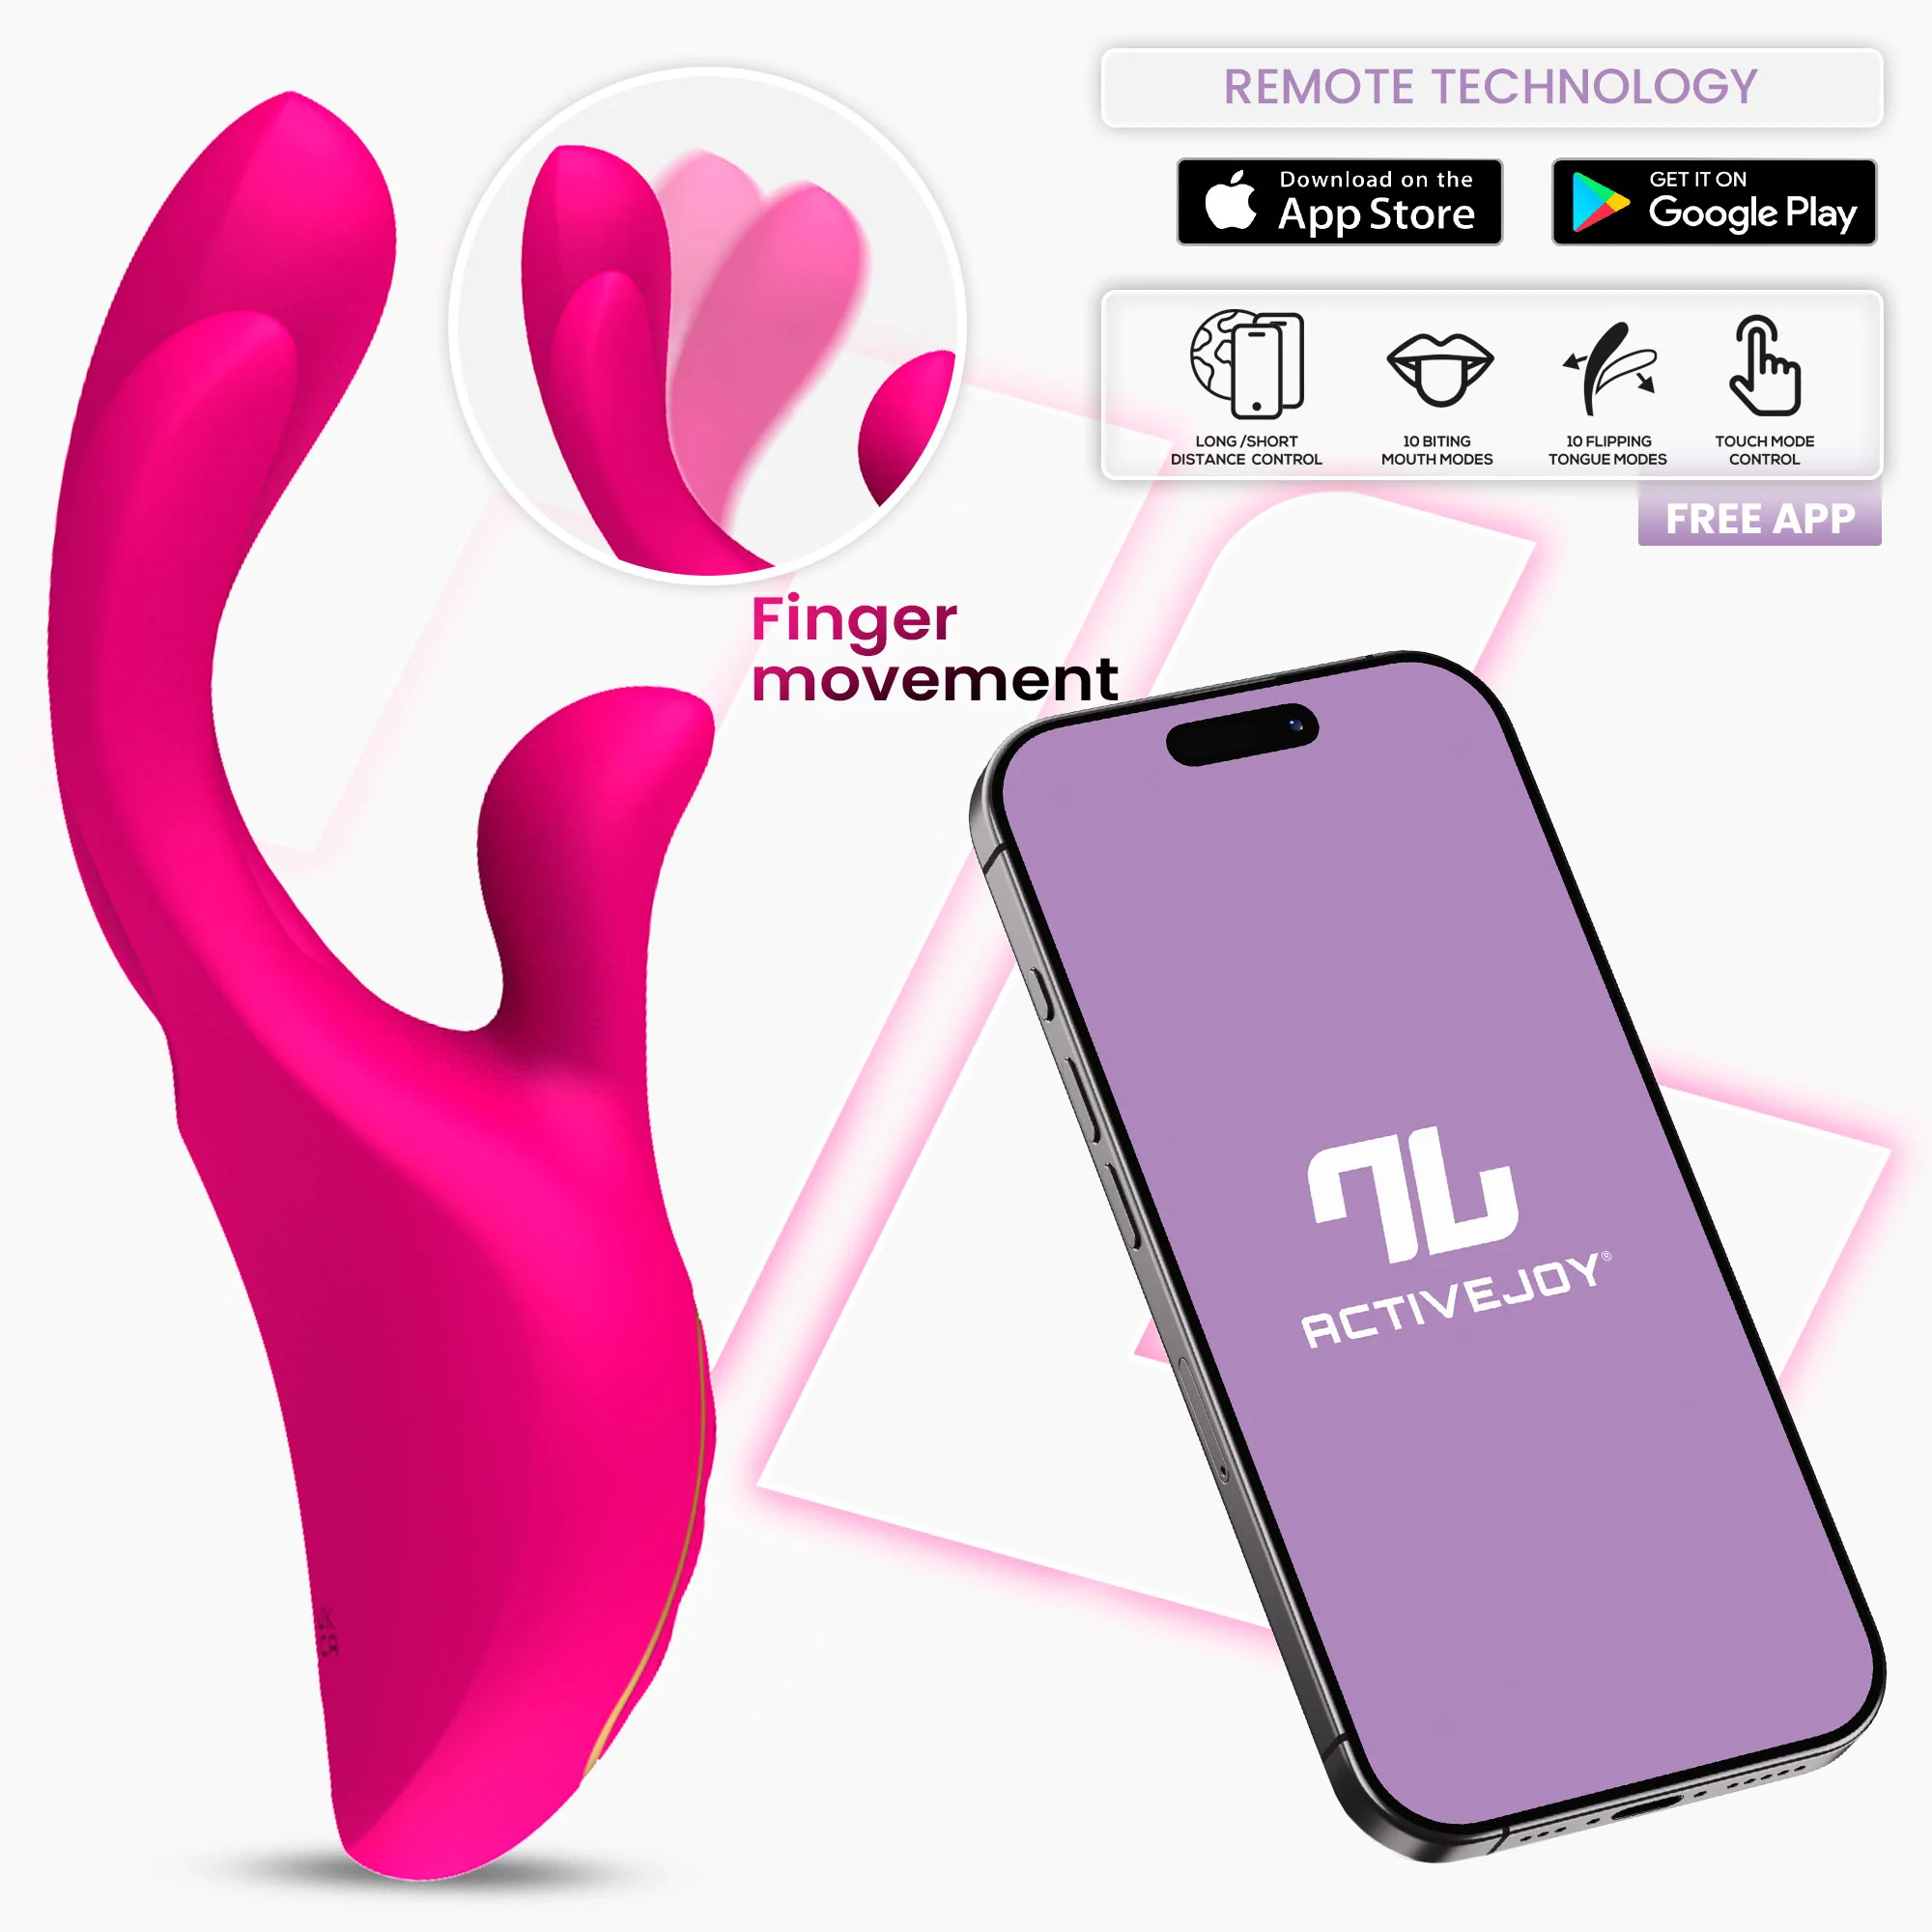 REMOTE TECHNOLOGY
Download on the
App Store
GET IT ON
Google Play
LONG /SHORT
DISTANCE CONTROL
10 BITING
MOUTH MODES
10 FLIPPING
TONGUE MODES
TOUCH MODE
CONTROL
FREE APP
Finger
movement
ACTIVEJOY®